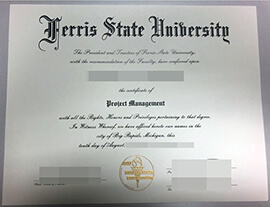 Ferris State University
The President and Trustees of Ferris State University,
with the recommendation of the Faculty, have conferred upon
the certificate of
Project Management
with all the Rights, Honors and Privileges pertaining to that degree.
In Witness Whereof, we have affixed hereto our names in the
city of Big Rapids, Michigan, this
tenth day of August